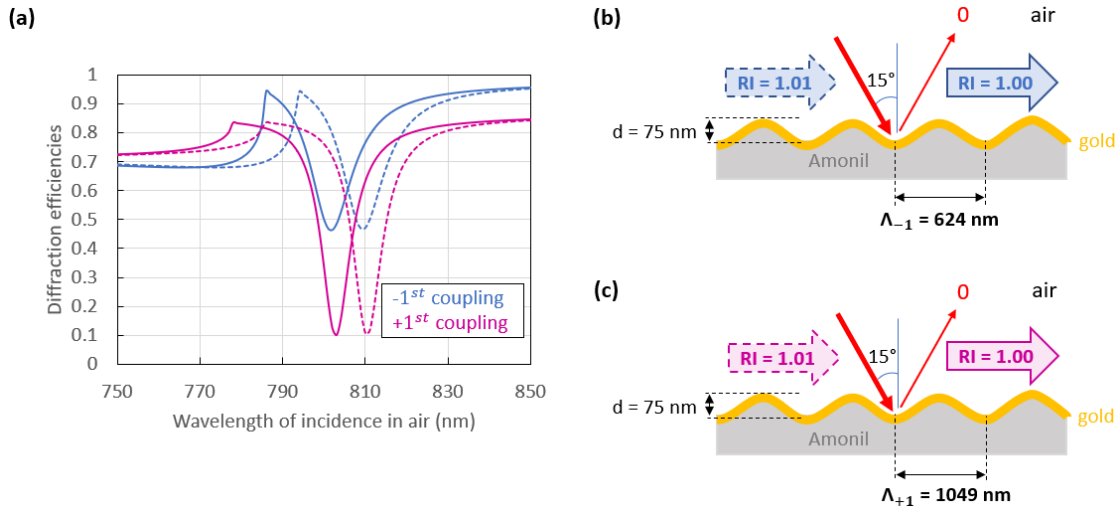 (a)
Diffraction efficiencies
1
0.9
0.8
0.7
0.6
0.5
0.4
0.3
0.2
0.1
0
750
770
790
810
830
850
Wavelength of incidence in air (nm)
-1ˢᵗ coupling
+1ˢᵗ coupling
(b)
0
air
RI = 1.01
15°
RI = 1.00
d = 75 nm
gold
Amonil
Λ₋₁ = 624 nm
(c)
0
air
RI = 1.01
15°
RI = 1.00
d = 75 nm
gold
Amonil
Λ₊₁ = 1049 nm